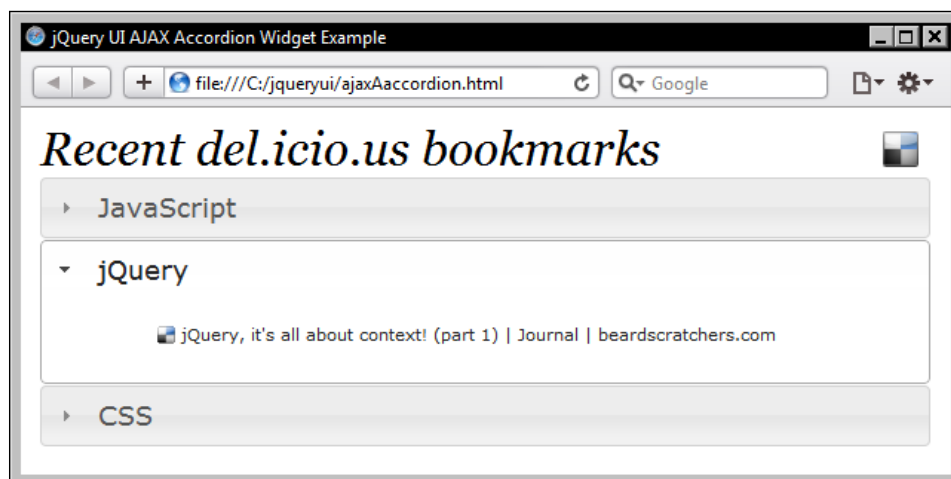 jQuery UI AJAX Accordion Widget Example
file:///C:/jqueryui/ajaxAaccordion.html
Google
Recent del.icio.us bookmarks
JavaScript
jQuery
jQuery, it's all about context! (part 1) | Journal | beardscratchers.com
CSS